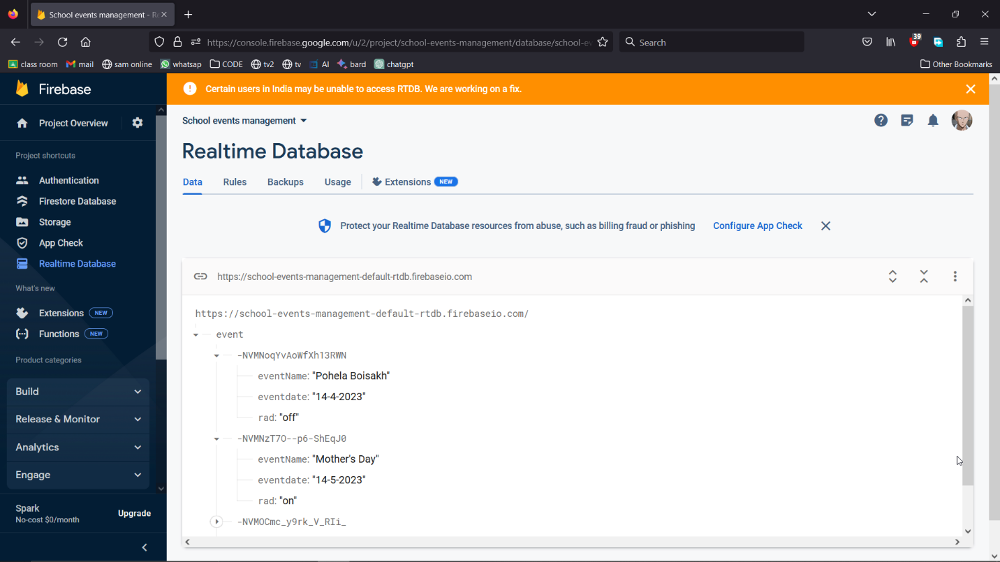 School events management - Re
https://console.firebase.google.com/u/2/project/school-events-management/database/school-ev
Search
39
class room
mail
sam online
whatsap
CODE
tv2
tv
AI
bard
chatgpt
Other Bookmarks
Firebase
Certain users in India may be unable to access RTDB. We are working on a fix.
Project Overview
School events management
Realtime Database
Project shortcuts
Authentication
Firestore Database
Storage
App Check
Realtime Database
What's new
Extensions NEW
Functions NEW
Product categories
Build
Release & Monitor
Analytics
Engage
Spark
No-cost $0/month
Upgrade
Data
Rules
Backups
Usage
Extensions NEW
Protect your Realtime Database resources from abuse, such as billing fraud or phishing
Configure App Check
https://school-events-management-default-rtdb.firebaseio.com
https://school-events-management-default-rtdb.firebaseio.com/
event
-NVMNoqYvAoWfXh13RWN
eventName: "Pohela Boisakh"
eventdate: "14-4-2023"
rad: "off"
-NVMNzT7O--p6-ShEqJ0
eventName: "Mother's Day"
eventdate: "14-5-2023"
rad: "on"
-NVMOCmc_y9rk_V_RIi_